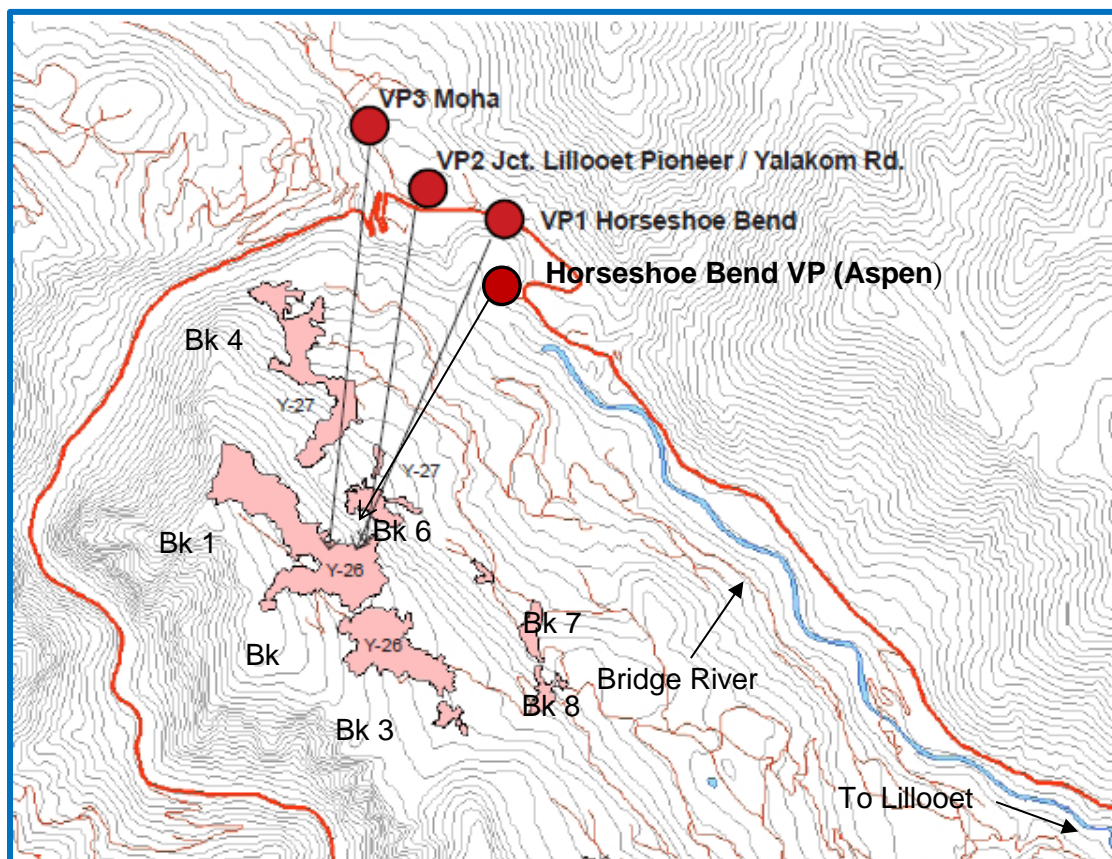 VP3 Moha
VP2 Jct. Lillooet Pioneer / Yalakom Rd.
VP1 Horseshoe Bend
Horseshoe Bend VP (Aspen)
Bk 4
Y-27
Y-27
Bk 6
Bk 1
Y-26
Bk 7
Y-26
Bk
Bridge River
Bk 8
Bk 3
To Lillooet